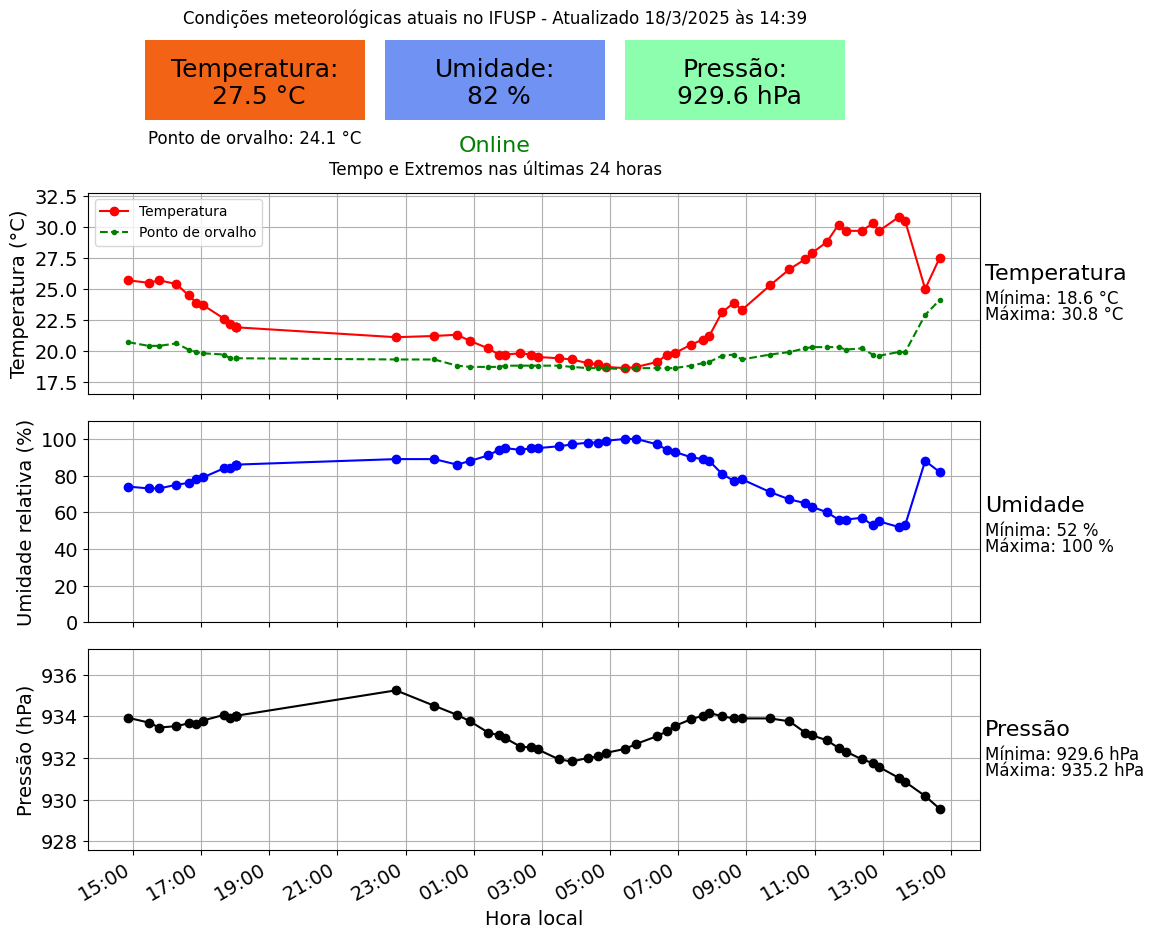 Condições meteorológicas atuais no IFUSP - Atualizado 18/3/2025 às 14:39
Temperatura:
27.5 °C
Umidade:
82 %
Pressão:
929.6 hPa
Ponto de orvalho: 24.1 °C
Online
Tempo e Extremos nas últimas 24 horas
Temperatura (°C)
32.5
30.0
27.5
25.0
22.5
20.0
17.5
Temperatura
Ponto de orvalho
Temperatura
Mínima: 18.6 °C
Máxima: 30.8 °C
Umidade relativa (%)
100
80
60
40
20
0
Umidade
Mínima: 52 %
Máxima: 100 %
Pressão (hPa)
936
934
932
930
928
Pressão
Mínima: 929.6 hPa
Máxima: 935.2 hPa
15:00
17:00
19:00
21:00
23:00
01:00
03:00
05:00
07:00
09:00
11:00
13:00
15:00
Hora local